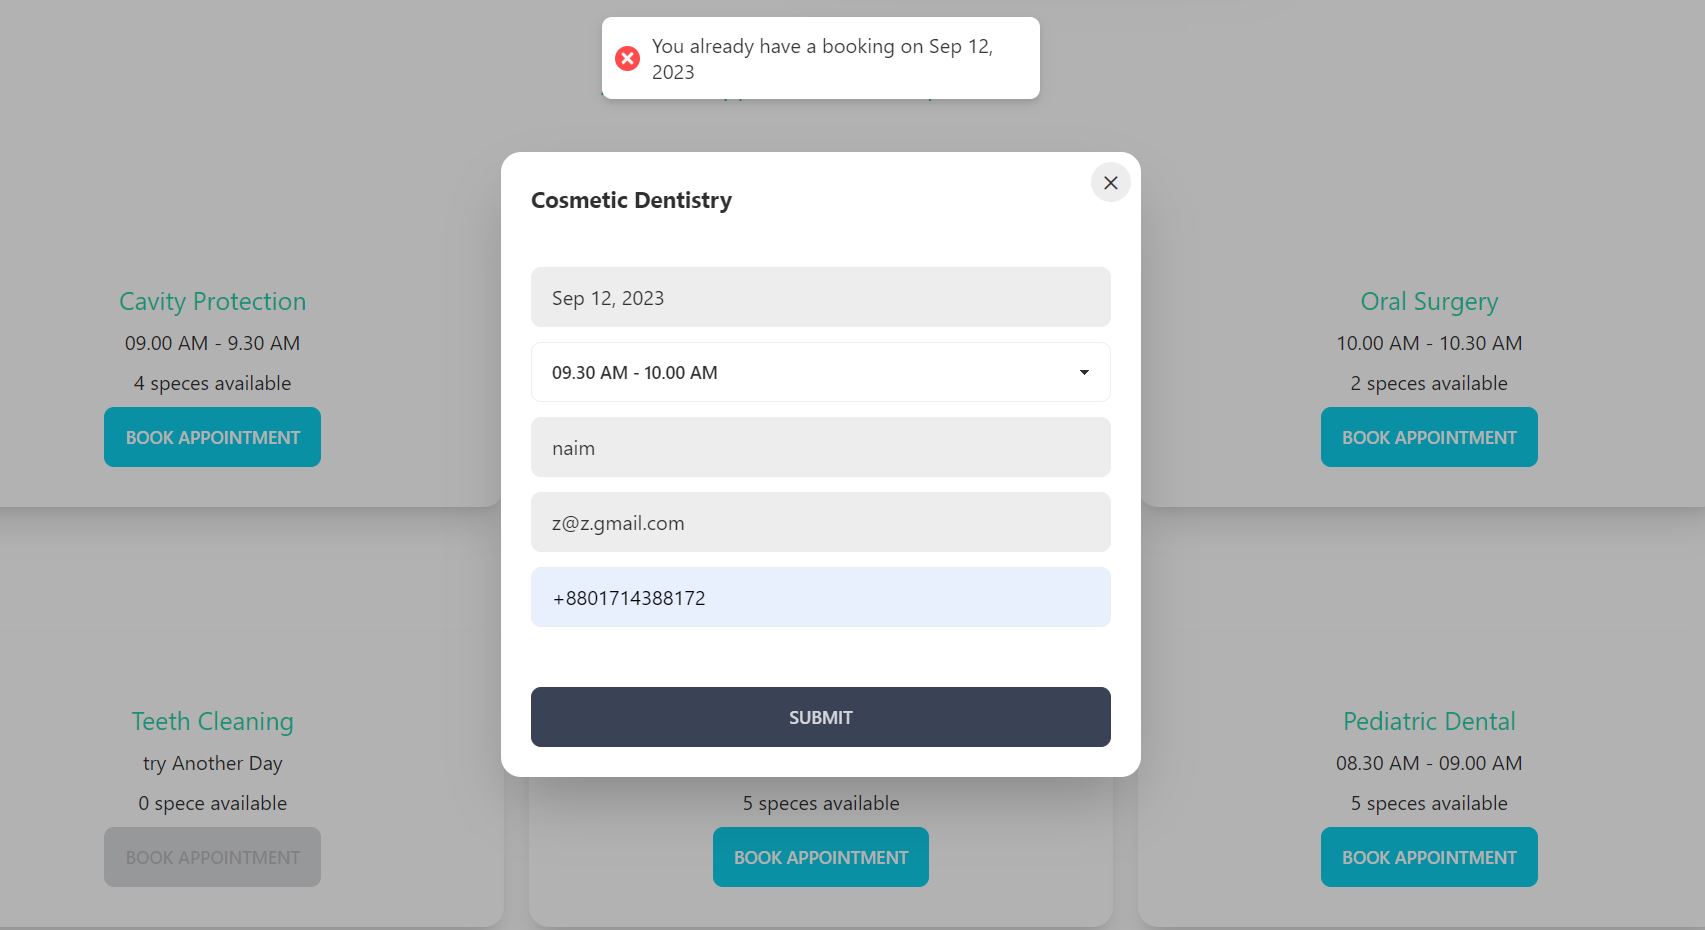 You already have a booking on Sep 12,
2023
Cosmetic Dentistry
Sep 12, 2023
09.30 AM - 10.00 AM
naim
z@z.gmail.com
+8801714388172
SUBMIT
Cavity Protection
09.00 AM - 9.30 AM
4 speces available
BOOK APPOINTMENT
Oral Surgery
10.00 AM - 10.30 AM
2 speces available
BOOK APPOINTMENT
Teeth Cleaning
try Another Day
0 spece available
BOOK APPOINTMENT
5 speces available
BOOK APPOINTMENT
Pediatric Dental
08.30 AM - 09.00 AM
5 speces available
BOOK APPOINTMENT